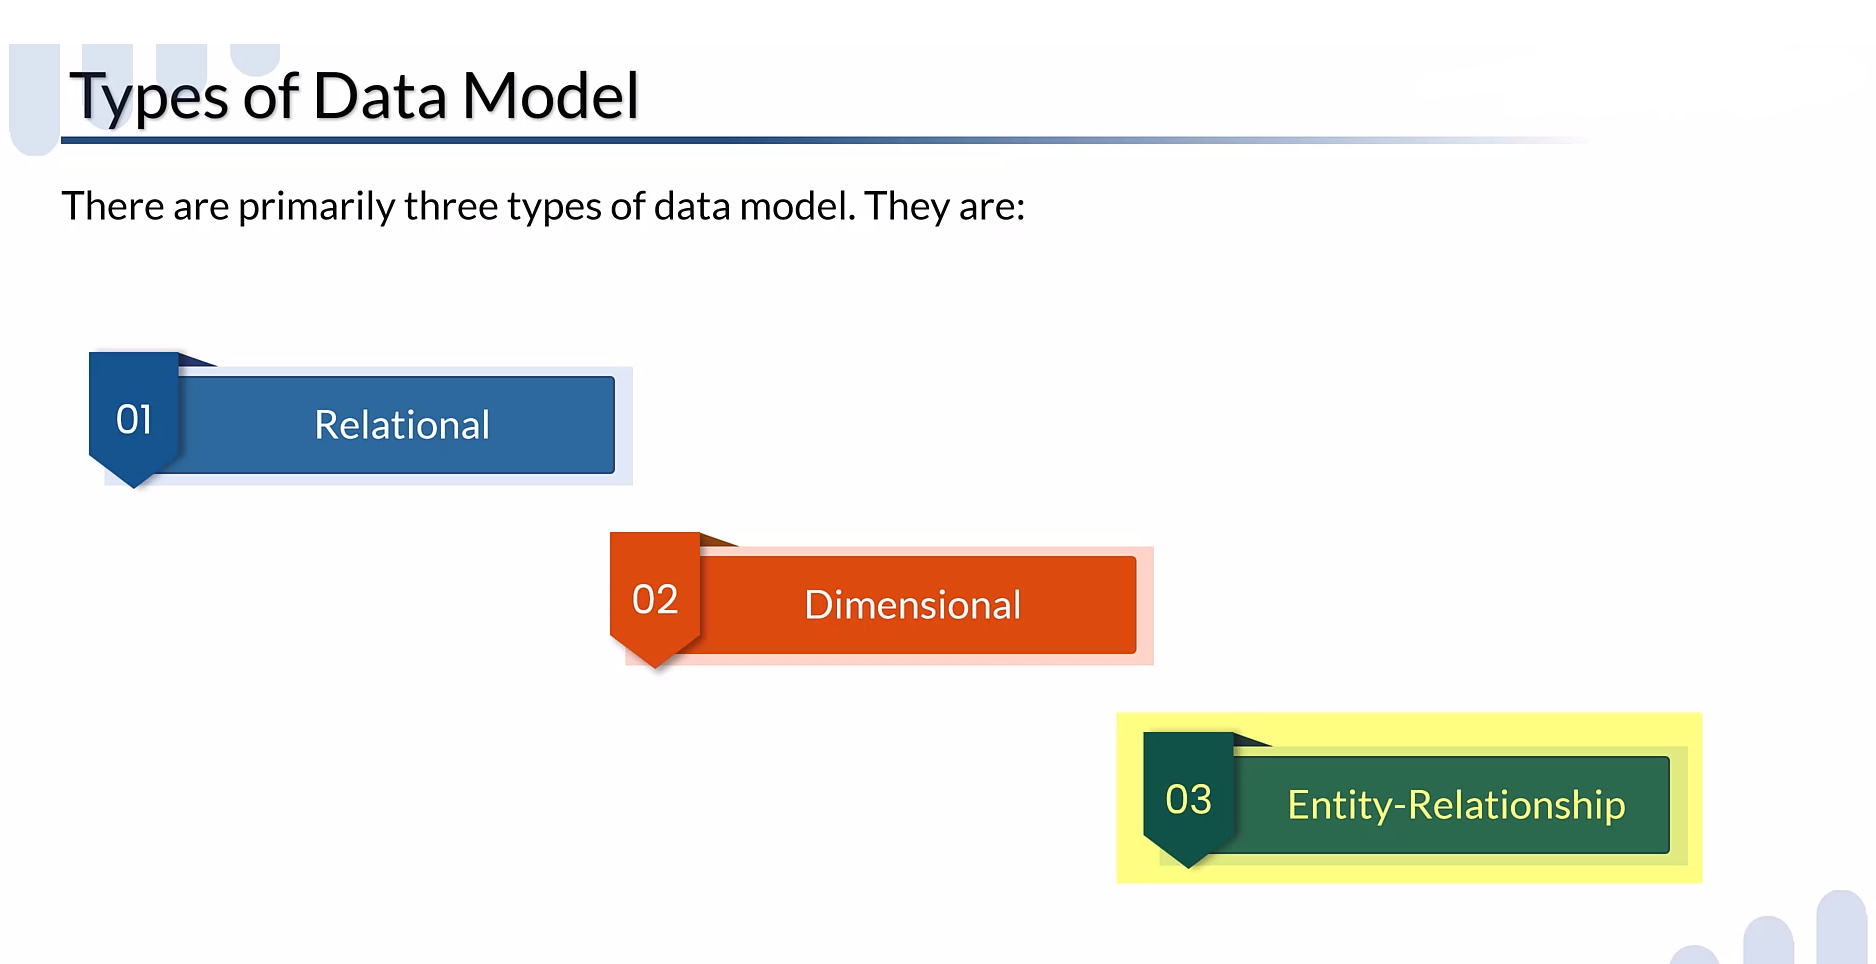 Types of Data Model
There are primarily three types of data model. They are:
01 Relational
02 Dimensional
03 Entity-Relationship